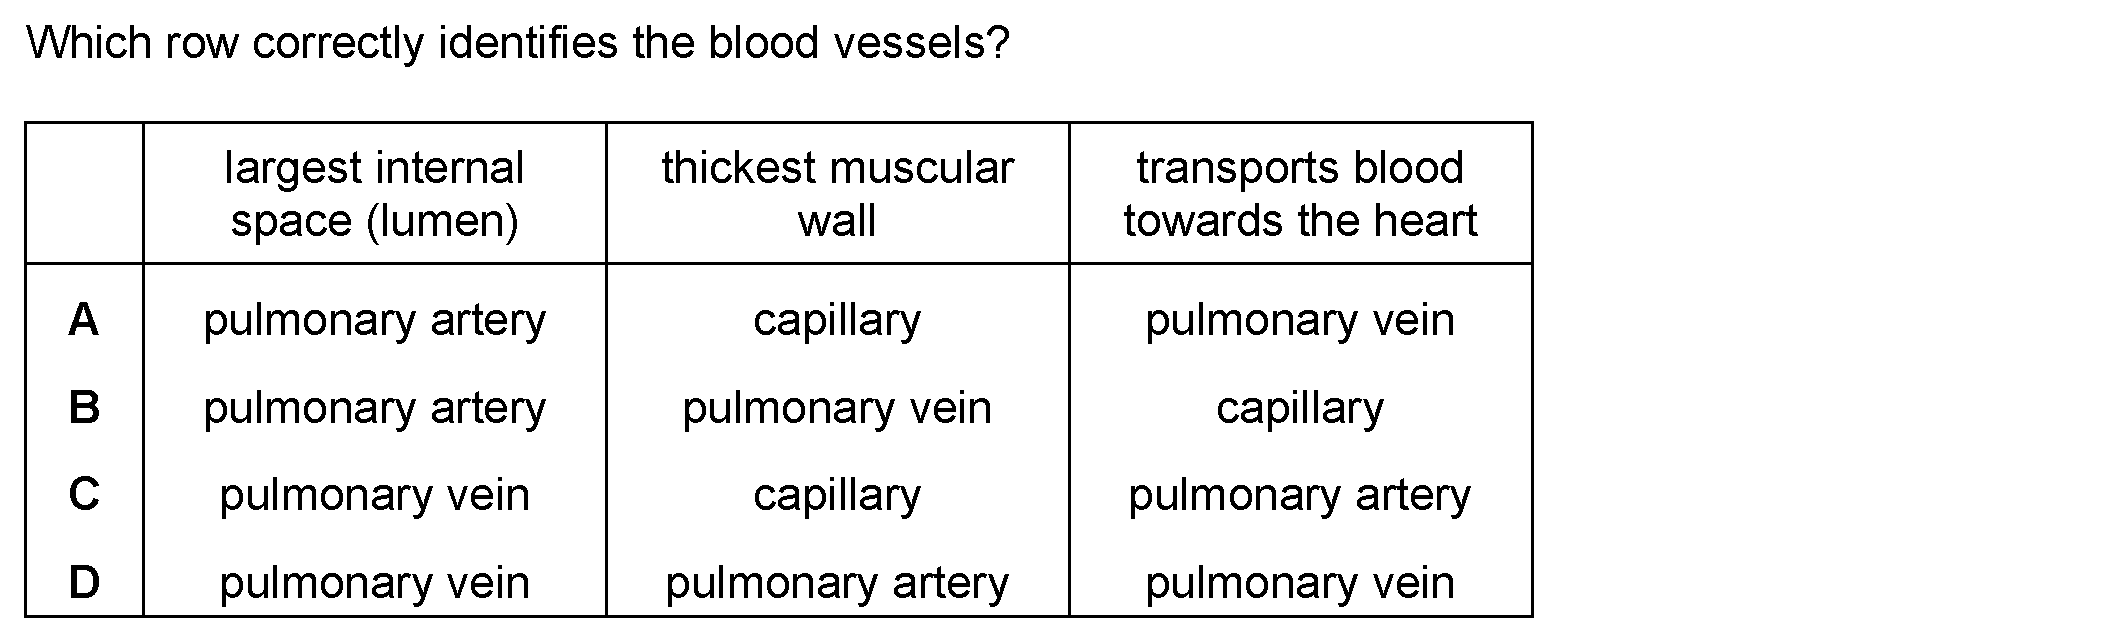 Which row correctly identifies the blood vessels?
largest internal space (lumen) thickest muscular wall transports blood towards the heart
A pulmonary artery capillary pulmonary vein
B pulmonary artery pulmonary vein capillary
C pulmonary vein capillary pulmonary artery
D pulmonary vein pulmonary artery pulmonary vein